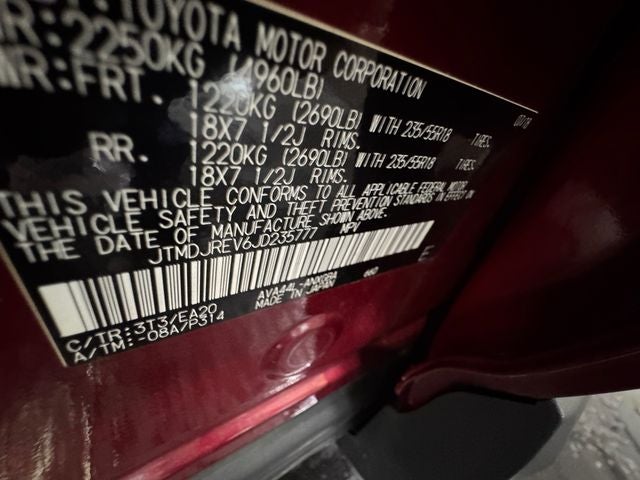 TOYOTA MOTOR CORPORATION
2250KG (4960LB)
FRT. 1220KG (2690LB) WITH 235/55R18 TIRES,
18X7 1/2J RIMS.
RR. 1220KG (2690LB) WITH 235/55R18 TIRES,
18X7 1/2J RIMS.
THIS VEHICLE CONFORMS TO ALL APPLICABLE FEDERAL MOTOR
VEHICLE SAFETY AND THEFT PREVENTION STANDARDS IN EFFECT ON
THE DATE OF MANUFACTURE SHOWN ABOVE.
JTMDJREV6JD235777 MPV
C/TR:3T3/EA20 AVA44L-ANXGBA 660
A/TM:-08A/P314 MADE IN JAPAN